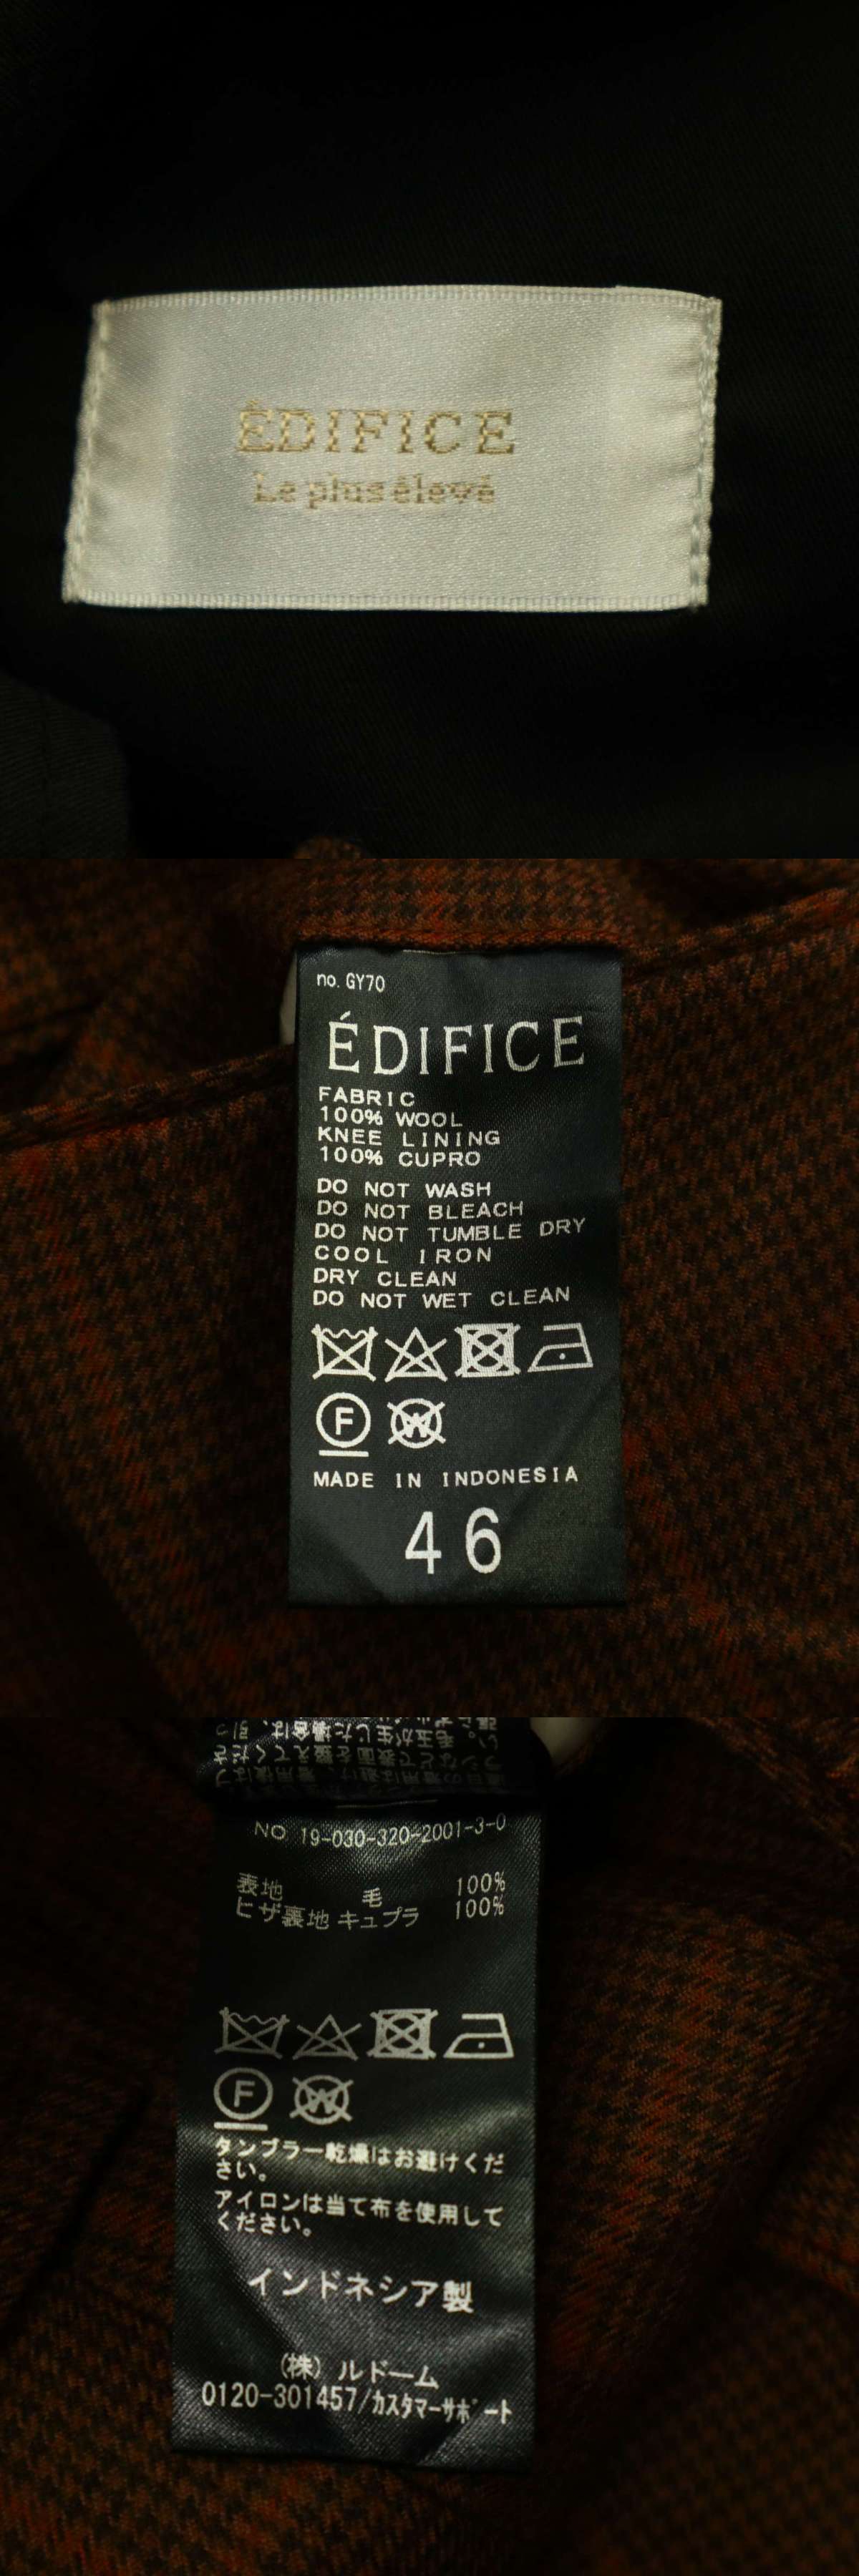 ÉDIFICE
Le plus élevé
no. GY70
ÉDIFICE
FABRIC
100% WOOL
KNEE LINING
100% CUPRO
DO NOT WASH
DO NOT BLEACH
DO NOT TUMBLE DRY
COOL IRON
DRY CLEAN
DO NOT WET CLEAN
F W
MADE IN INDONESIA
46
NO 19-030-320-2001-3-0
表地 毛 100%
ヒザ裏地 キュプラ 100%
F W
タンブラー乾燥はお避けくだ
さい。
アイロンは当て布を使用して
ください。
インドネシア製
(株) ルドーム
0120-301457/カスタマーサポート